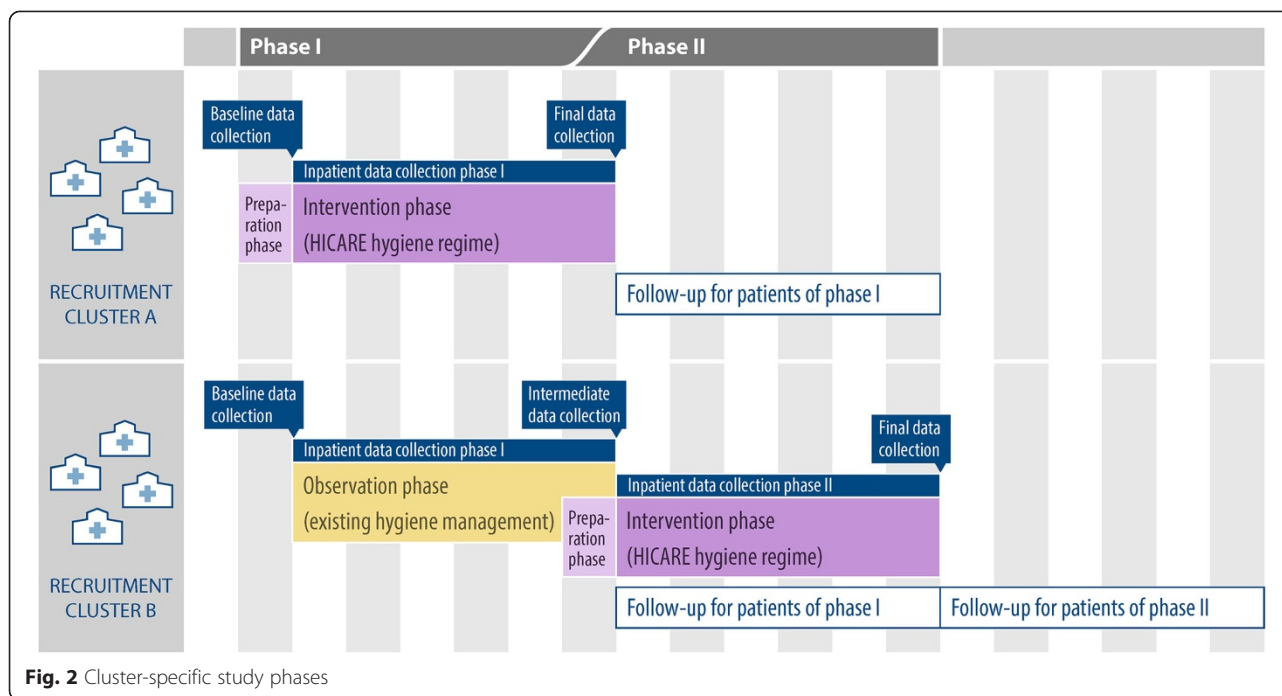 Phase I
Phase II
Baseline data
collection
Final data
collection
Inpatient data collection phase I
Prepa-
ration
phase
Intervention phase
(HICARE hygiene regime)
RECRUITMENT
CLUSTER A
Follow-up for patients of phase I
Baseline data
collection
Intermediate
data collection
Final data
collection
Inpatient data collection phase I
Observation phase
(existing hygiene management)
Inpatient data collection phase II
Prepa-
ration
phase
Intervention phase
(HICARE hygiene regime)
RECRUITMENT
CLUSTER B
Follow-up for patients of phase I
Follow-up for patients of phase II
Fig. 2 Cluster-specific study phases